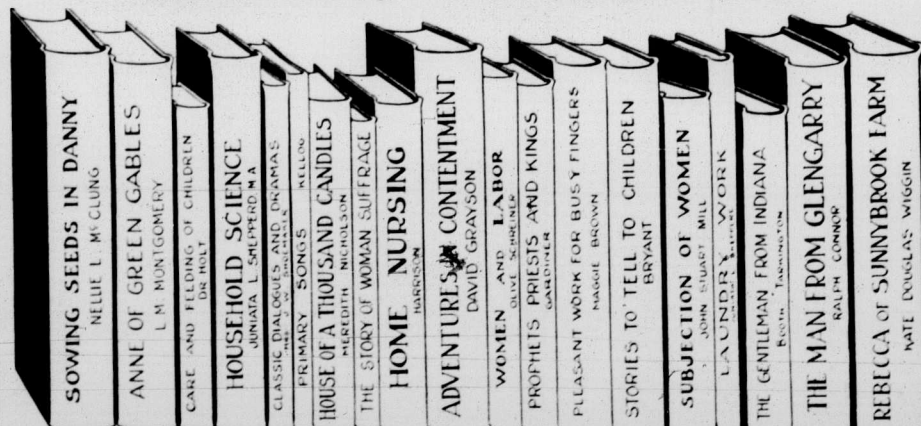 SOWING SEEDS IN DANNY
NELLIE L. McCLUNG
ANNE OF GREEN GABLES
L. M. MONTGOMERY
CARE AND FEEDING OF CHILDREN
DR HOLT
HOUSEHOLD SCIENCE
JUNIATA L SHEPPERD M A
CLASSIC DIALOGUES AND DRAMAS
MRS J W SHOEMAKER
PRIMARY SONGS KELLOG
HOUSE OF A THOUSAND CANDLES
MEREDITH NICHOLSON
THE STORY OF WOMAN SUFFRAGE
HOME NURSING
HARRISON
ADVENTURES CONTENTMENT
DAVID GRAYSON
WOMEN AND LABOR
OLIVE SCHREINER
PROPHETS PRIESTS AND KINGS
GARDINER
PLEASANT WORK FOR BUSY FINGERS
MAGGIE BROWN
STORIES TO TELL TO CHILDREN
BRYANT
SUBJECTION OF WOMEN
JOHN STUART MILL
LAUNDRY WORK
THE GENTLEMAN FROM INDIANA
BOOTH TARKINGTON
THE MAN FROM GLENGARRY
RALPH CONNOR
REBECCA OF SUNNYBROOK FARM
KATE DOUGLAS WIGGIN